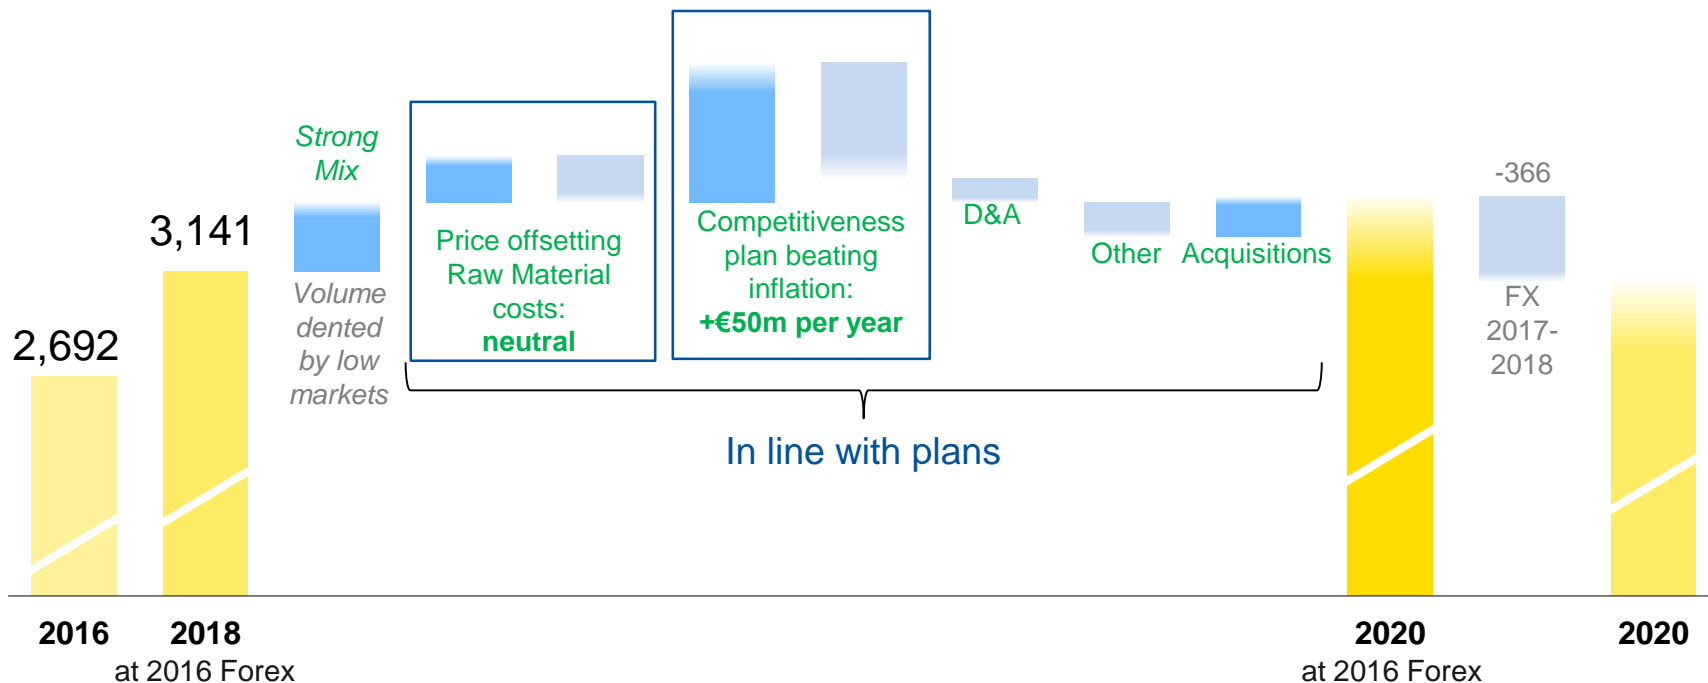 2,692
3,141
Strong
Mix
Volume
dented
by low
markets
Price offsetting
Raw Material
costs:
neutral
Competitiveness
plan beating
inflation:
+€50m per year
D&A
Other
Acquisitions
-366
FX
2017-
2018
In line with plans
2016
2018
at 2016 Forex
2020
at 2016 Forex
2020